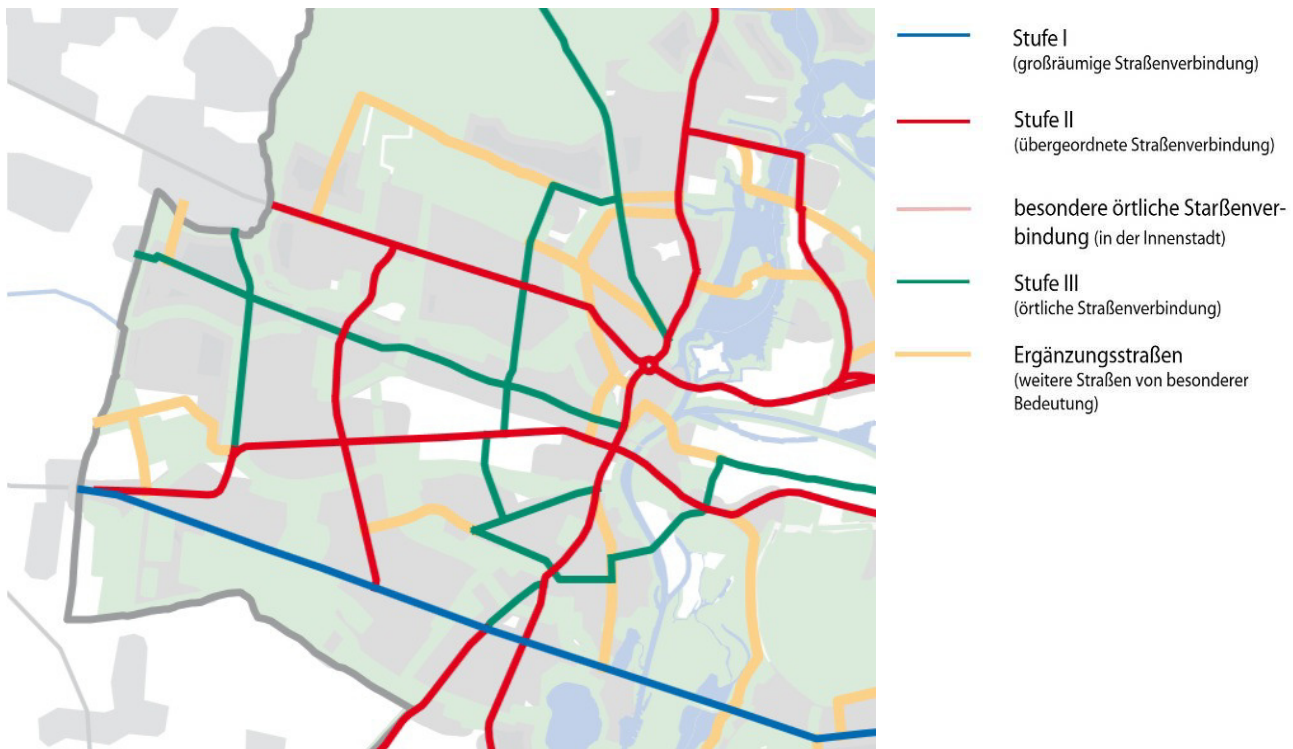 Stufe I
(großräumige Straßenverbindung)
Stufe II
(übergeordnete Straßenverbindung)
besondere örtliche Starßenver-
bindung (in der Innenstadt)
Stufe III
(örtliche Straßenverbindung)
Ergänzungsstraßen
(weitere Straßen von besonderer
Bedeutung)